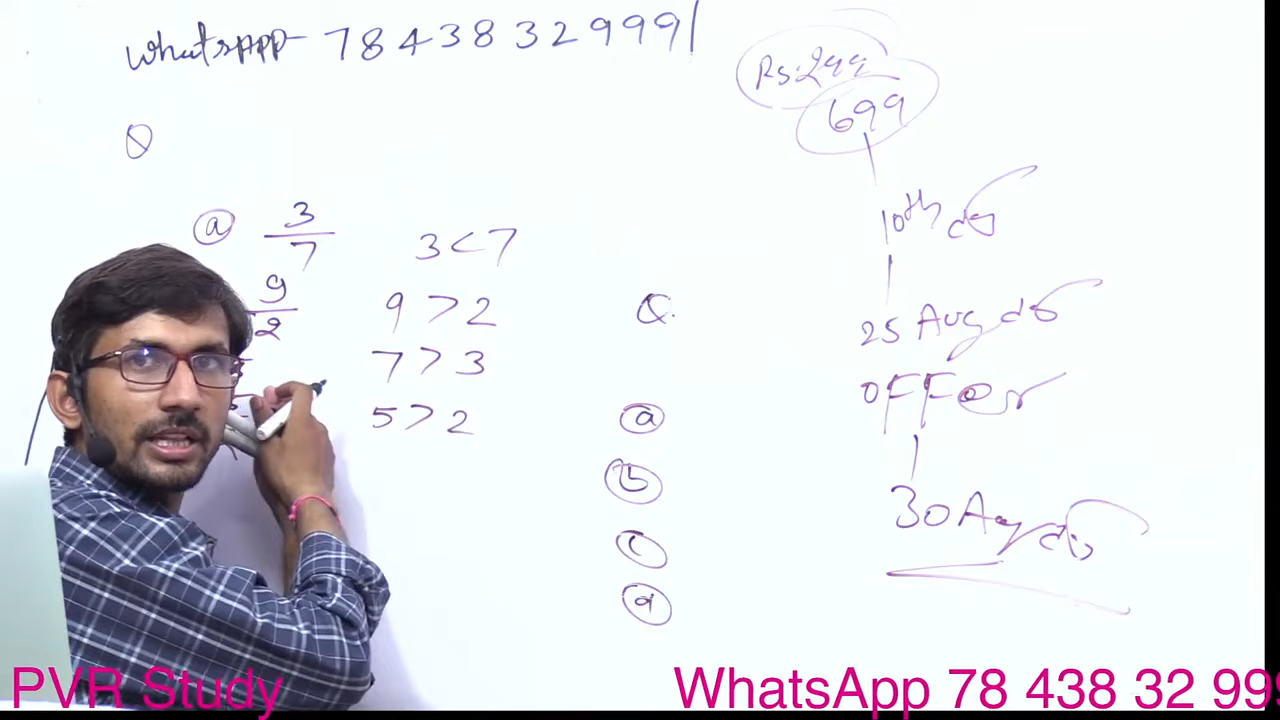 Whatsapp- 7843832999
Rs:299
699
Q
ⓐ 3/7 3<7
9/2 9>2
7>3
5>2
Q.
ⓐ
ⓑ
ⓒ
ⓓ
10th
25 Aug
OFFer
30 Aug
PVR Study
WhatsApp 78 438 32 999